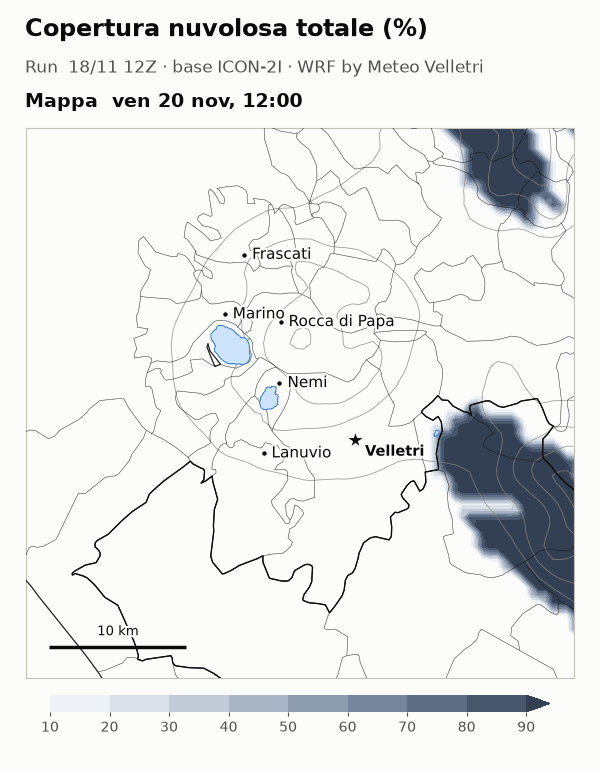 Copertura nuvolosa totale (%)
Run  18/11 12Z · base ICON-2I · WRF by Meteo Velletri
Mappa  ven 20 nov, 12:00
Frascati
Marino
Rocca di Papa
Nemi
Velletri
Lanuvio
10 km
10 20 30 40 50 60 70 80 90